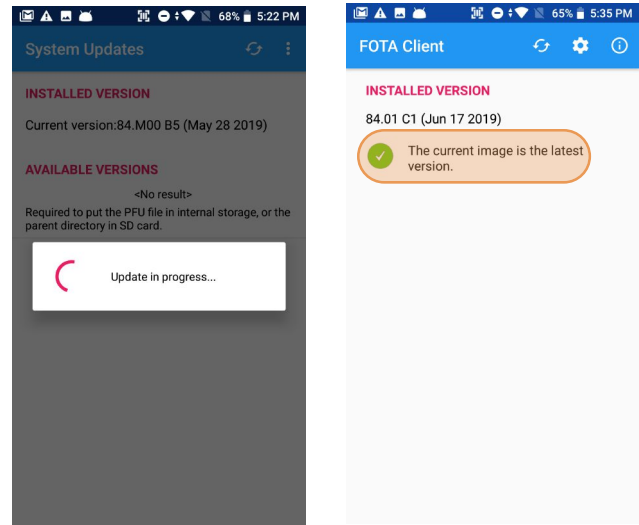 68% 5:22 PM
System Updates
INSTALLED VERSION
Current version:84.M00 B5 (May 28 2019)
AVAILABLE VERSIONS
<No result>
Required to put the PFU file in internal storage, or the
parent directory in SD card.
Update in progress...
65% 5:35 PM
FOTA Client
INSTALLED VERSION
84.01 C1 (Jun 17 2019)
The current image is the latest
version.